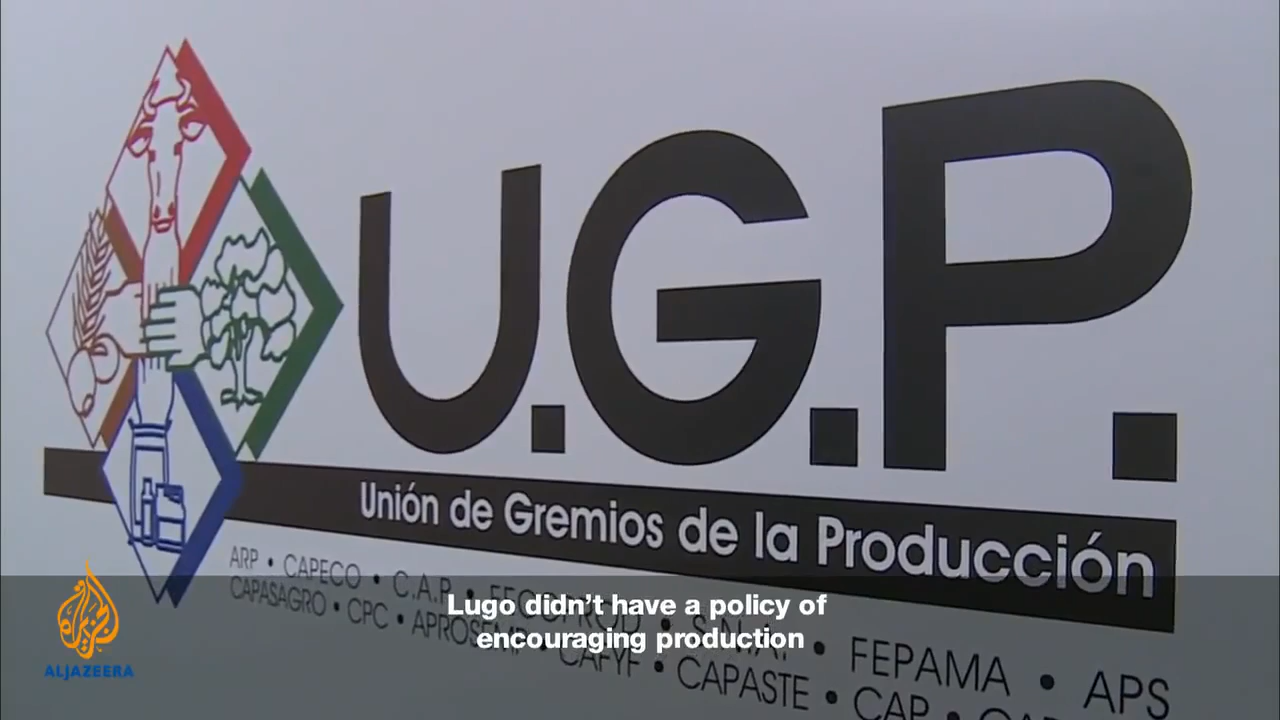 U.G.P.
Unión de Gremios de la Producción
ARP • CAPECO • C.A.P. • FECOPROD • • FEPAMA • APS
CAPASAGRO • CPC • • CAFYF • CAPASTE • CAP •
Lugo didn't have a policy of
encouraging production
ALJAZEERA